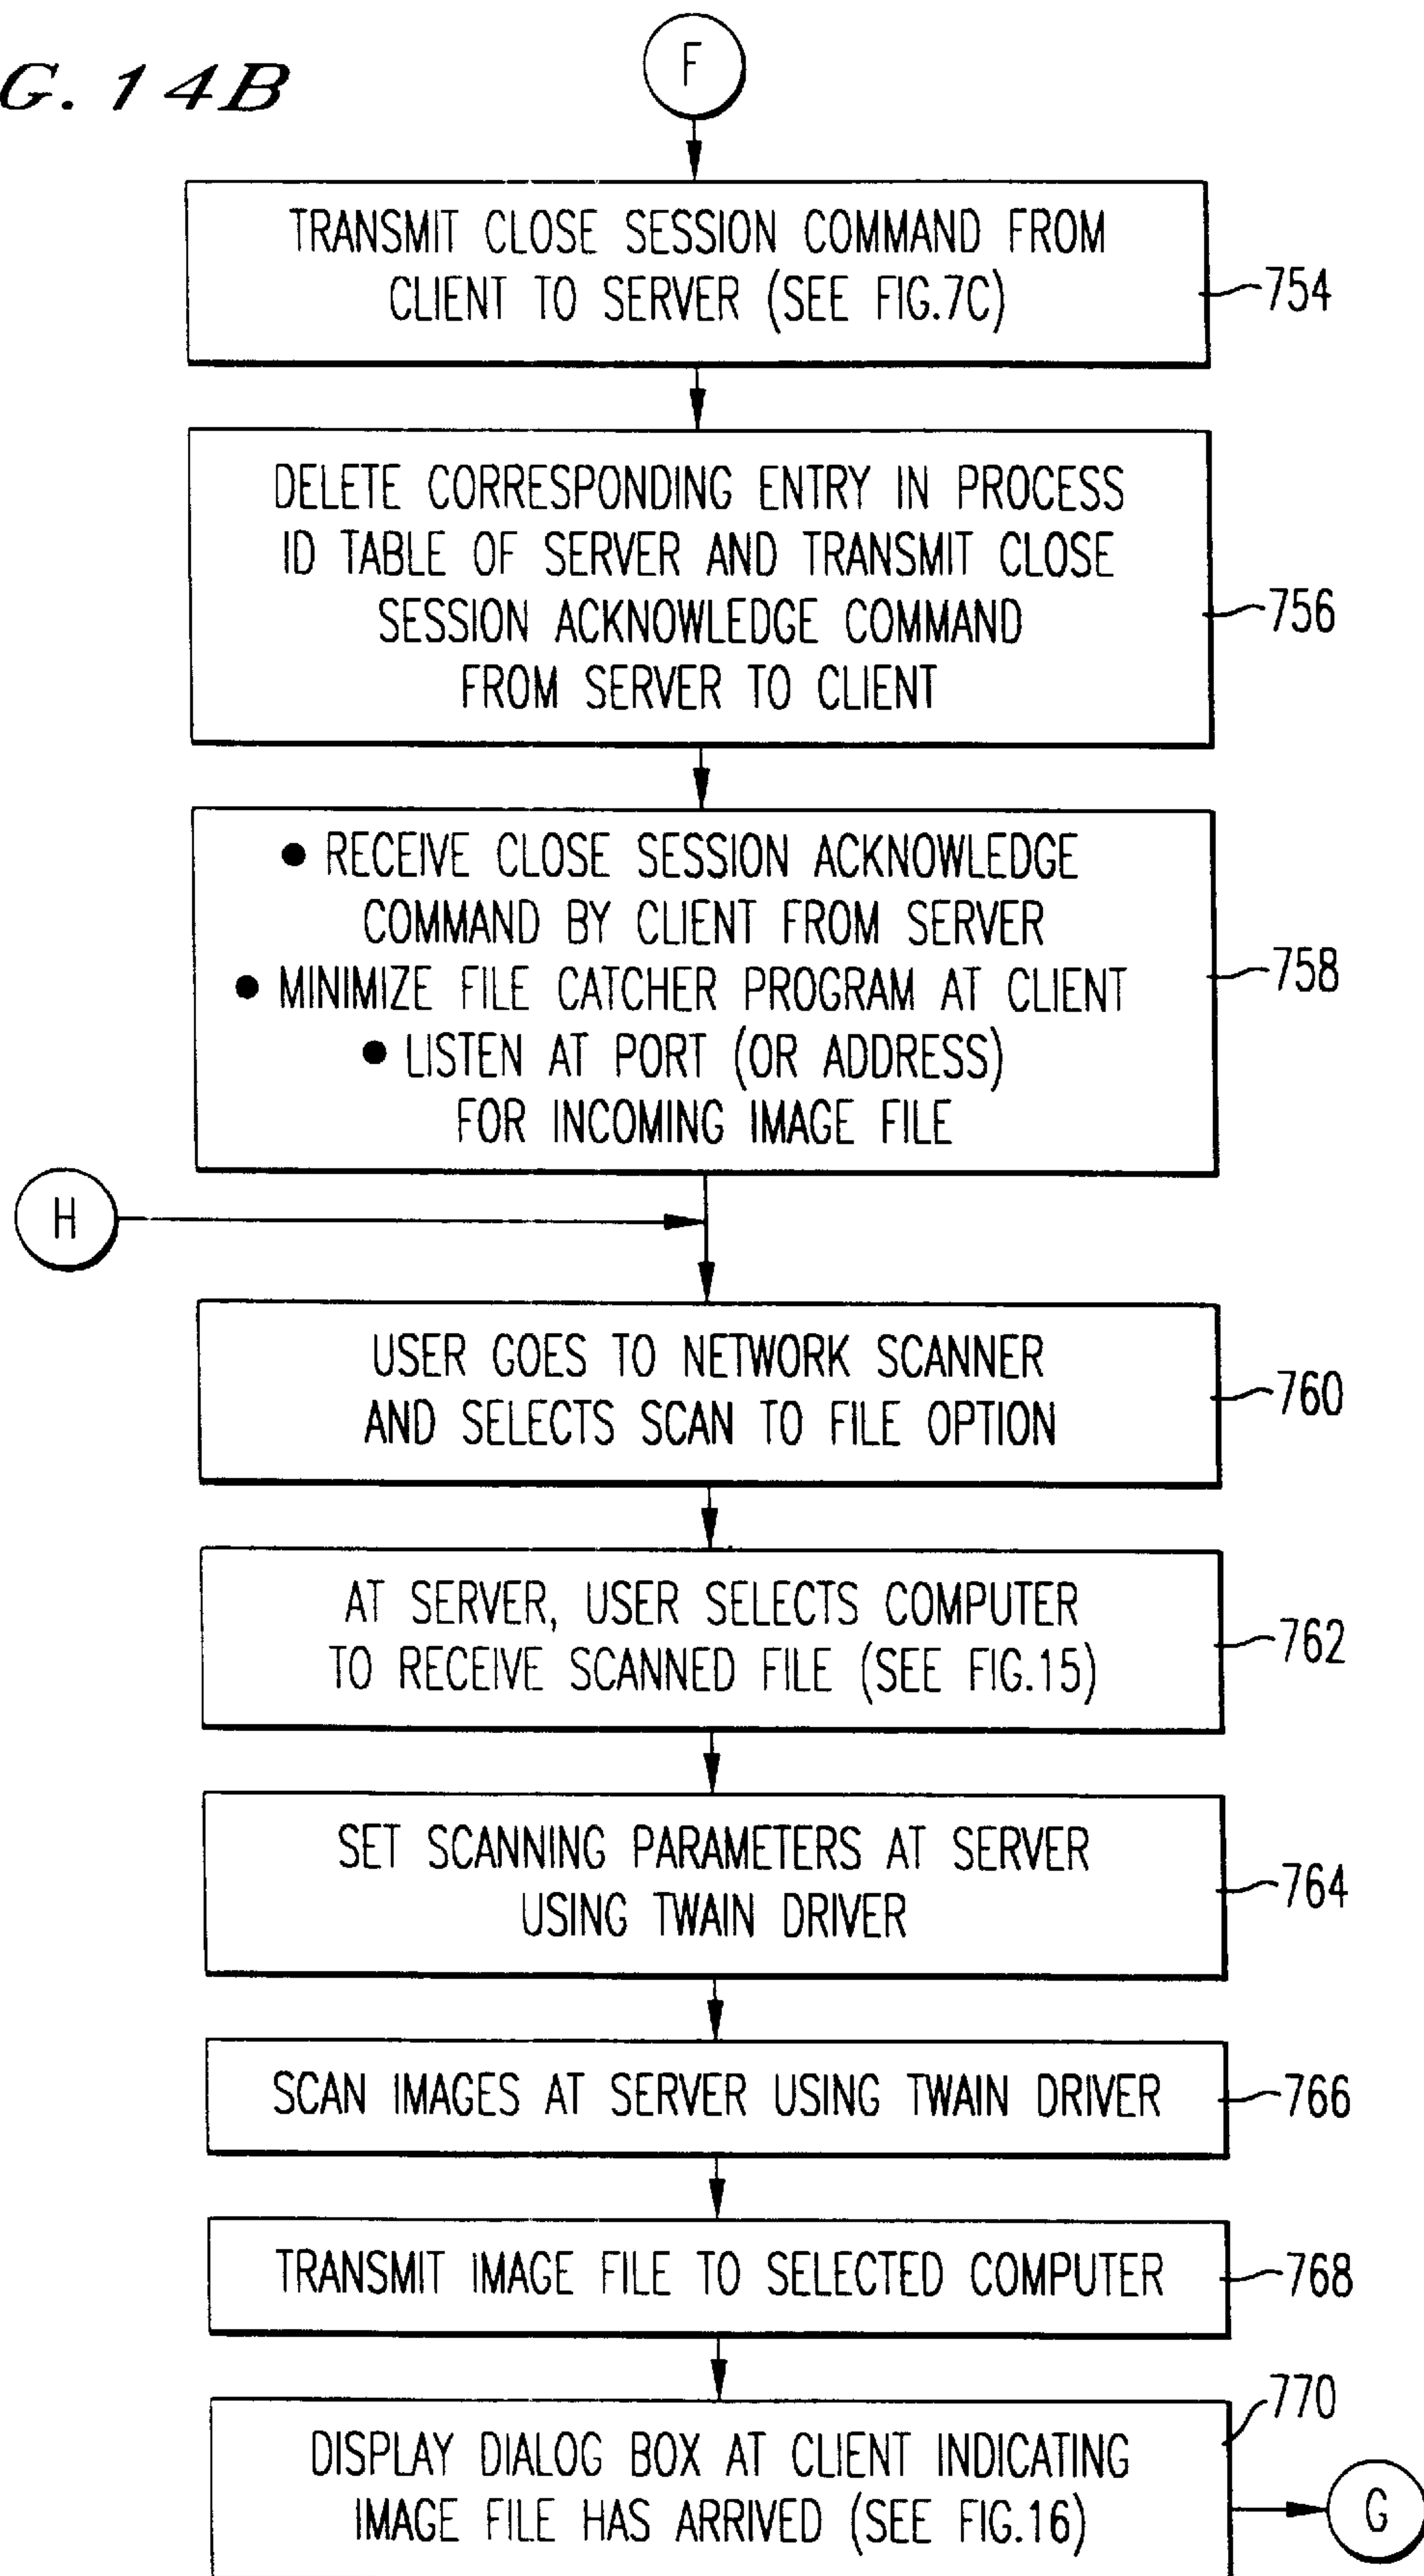 G. 14B
F
TRANSMIT CLOSE SESSION COMMAND FROM
CLIENT TO SERVER (SEE FIG.7C)
754
DELETE CORRESPONDING ENTRY IN PROCESS
ID TABLE OF SERVER AND TRANSMIT CLOSE
SESSION ACKNOWLEDGE COMMAND
FROM SERVER TO CLIENT
756
● RECEIVE CLOSE SESSION ACKNOWLEDGE
COMMAND BY CLIENT FROM SERVER
● MINIMIZE FILE CATCHER PROGRAM AT CLIENT
● LISTEN AT PORT (OR ADDRESS)
FOR INCOMING IMAGE FILE
758
H
USER GOES TO NETWORK SCANNER
AND SELECTS SCAN TO FILE OPTION
760
AT SERVER, USER SELECTS COMPUTER
TO RECEIVE SCANNED FILE (SEE FIG.15)
762
SET SCANNING PARAMETERS AT SERVER
USING TWAIN DRIVER
764
SCAN IMAGES AT SERVER USING TWAIN DRIVER
766
TRANSMIT IMAGE FILE TO SELECTED COMPUTER
768
770
DISPLAY DIALOG BOX AT CLIENT INDICATING
IMAGE FILE HAS ARRIVED (SEE FIG.16)
G